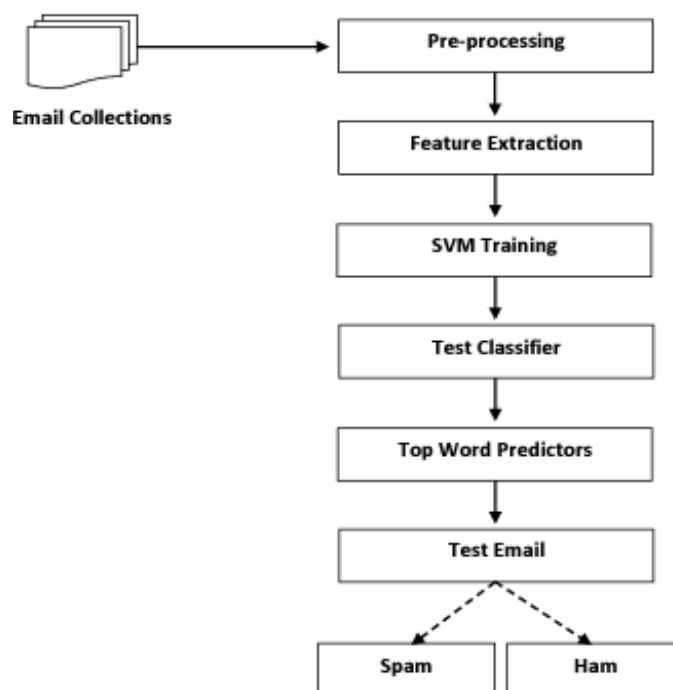 Pre-processing
Email Collections
Feature Extraction
SVM Training
Test Classifier
Top Word Predictors
Test Email
Spam
Ham